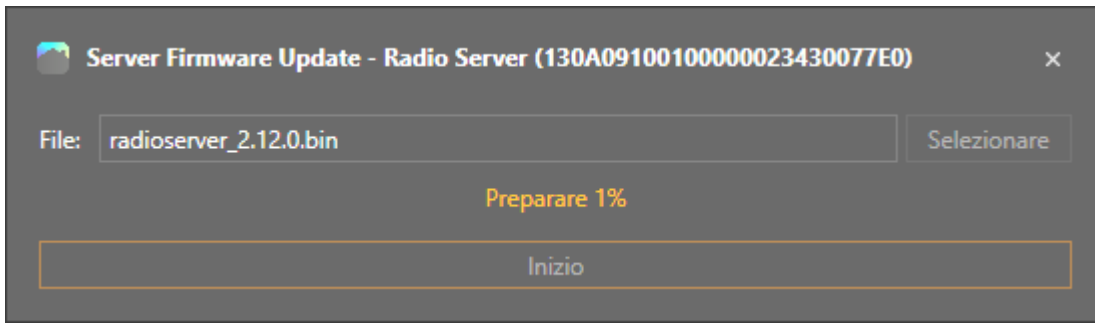 Server Firmware Update - Radio Server (130A09100100000023430077E0)
File: radioserver_2.12.0.bin Selezionare
Preparare 1%
Inizio